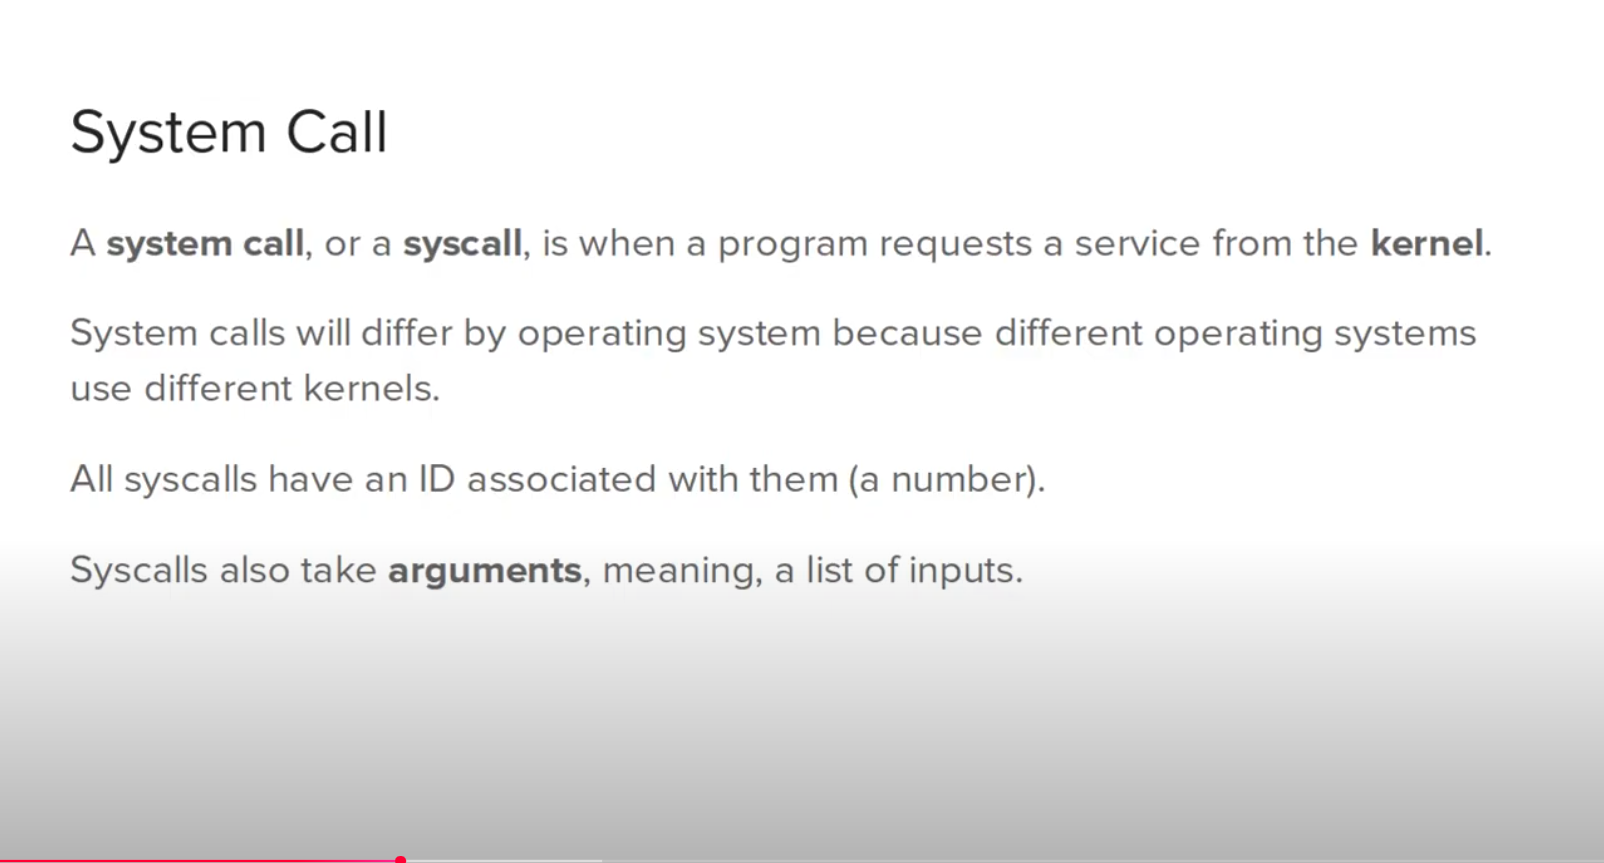 System Call
A system call, or a syscall, is when a program requests a service from the kernel.
System calls will differ by operating system because different operating systems
use different kernels.
All syscalls have an ID associated with them (a number).
Syscalls also take arguments, meaning, a list of inputs.